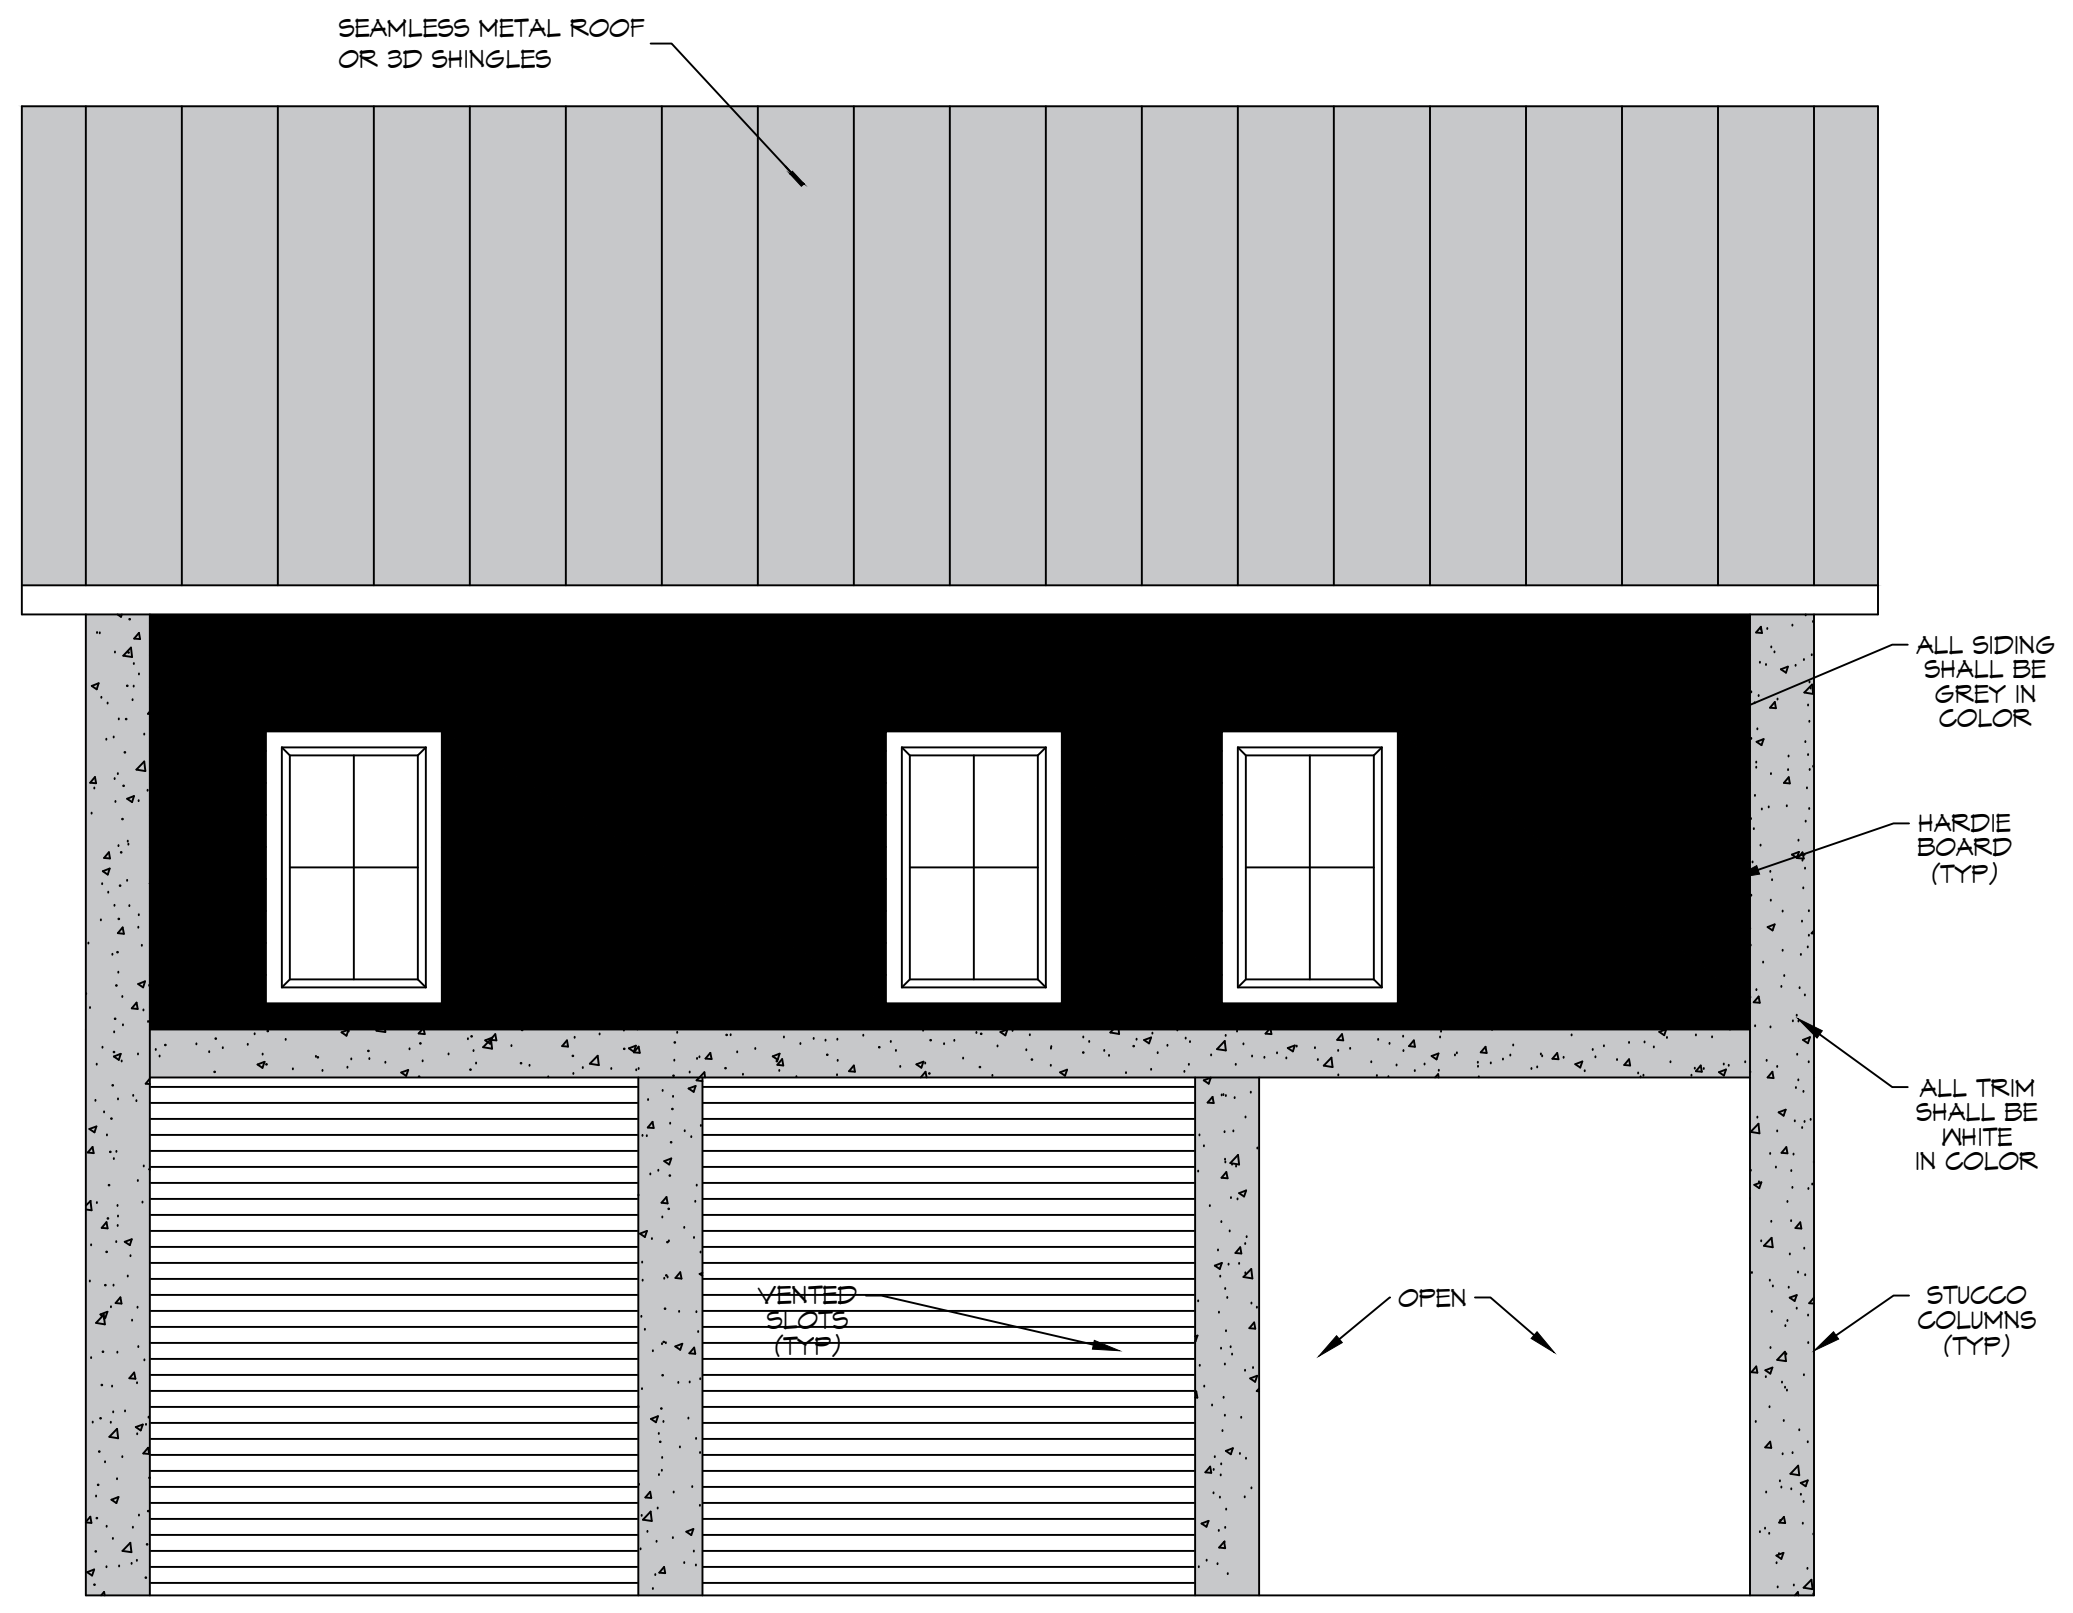 SEAMLESS METAL ROOF
OR 3D SHINGLES
ALL SIDING
SHALL BE
GREY IN
COLOR
HARDIE
BOARD
(TYP)
ALL TRIM
SHALL BE
WHITE
IN COLOR
VENTED
SLOTS
(TYP)
OPEN
STUCCO
COLUMNS
(TYP)